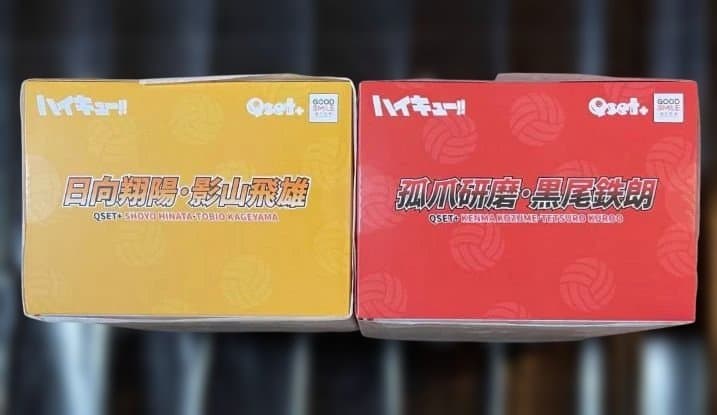 ハイキュー!!
Qset+
GOOD
SMILE
日向翔陽・影山飛雄
QSET+ SHOYO HINATA・TOBIO KAGEYAMA
ハイキュー!!
Qset+
GOOD
SMILE
孤爪研磨・黒尾鉄朗
QSET+ KENMA KOZUME・TETSURO KUROO